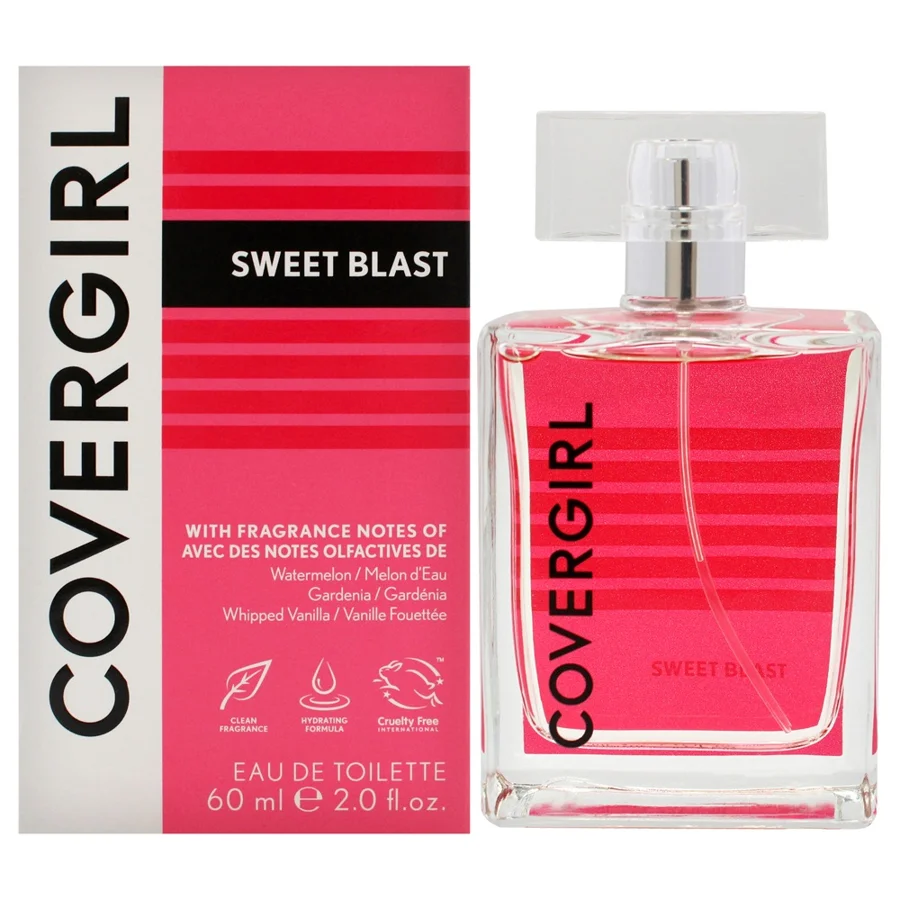 COVERGIRL
SWEET BLAST
WITH FRAGRANCE NOTES OF
AVEC DES NOTES OLFACTIVES DE
Watermelon / Melon d'Eau
Gardenia / Gardénia
Whipped Vanilla / Vanille Fouettée
CLEAN
FRAGRANCE
HYDRATING
FORMULA
TM
Cruelty Free
INTERNATIONAL
EAU DE TOILETTE
60 ml ℮ 2.0 fl.oz.
COVERGIRL
SWEET BLAST